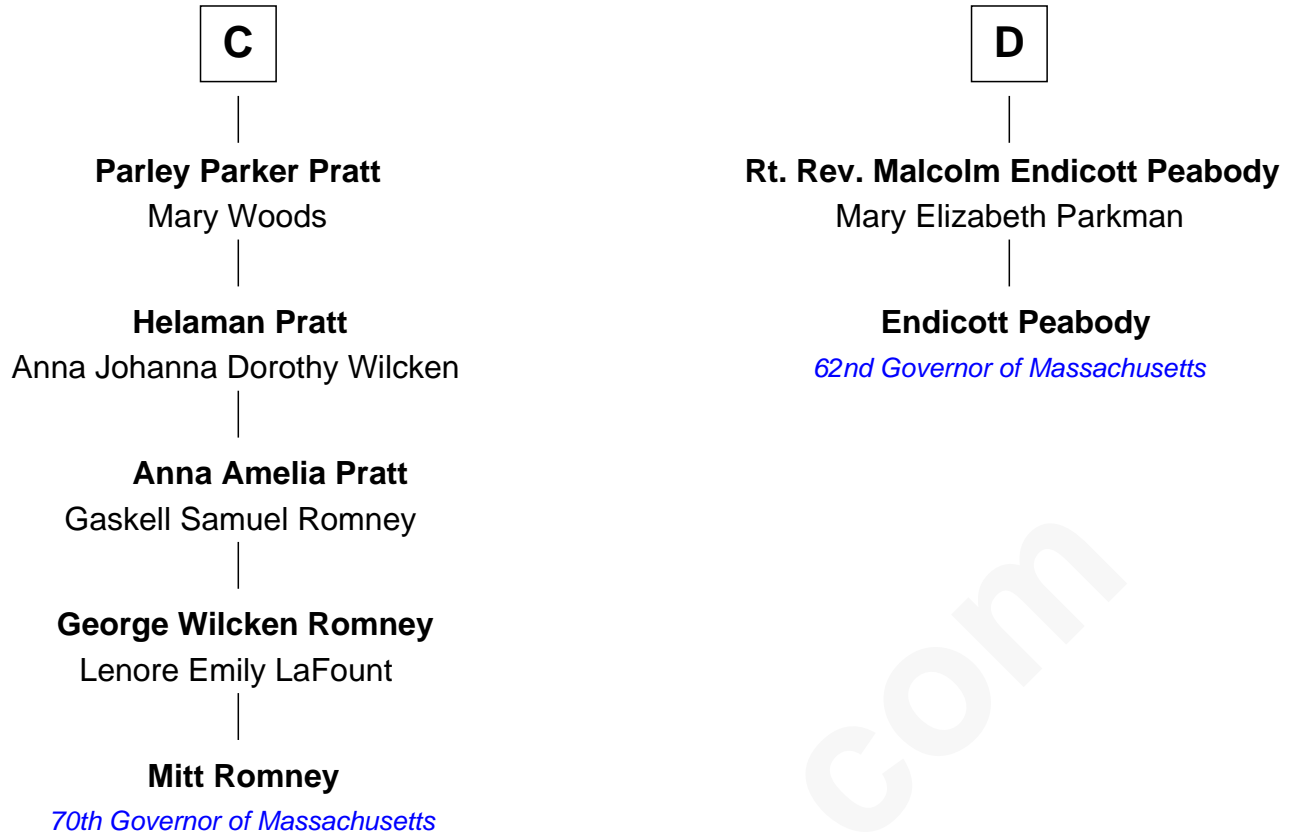 C
Parley Parker Pratt
Mary Woods
Helaman Pratt
Anna Johanna Dorothy Wilcken
Anna Amelia Pratt
Gaskell Samuel Romney
George Wilcken Romney
Lenore Emily LaFount
Mitt Romney
70th Governor of Massachusetts
D
Rt. Rev. Malcolm Endicott Peabody
Mary Elizabeth Parkman
Endicott Peabody
62nd Governor of Massachusetts
com